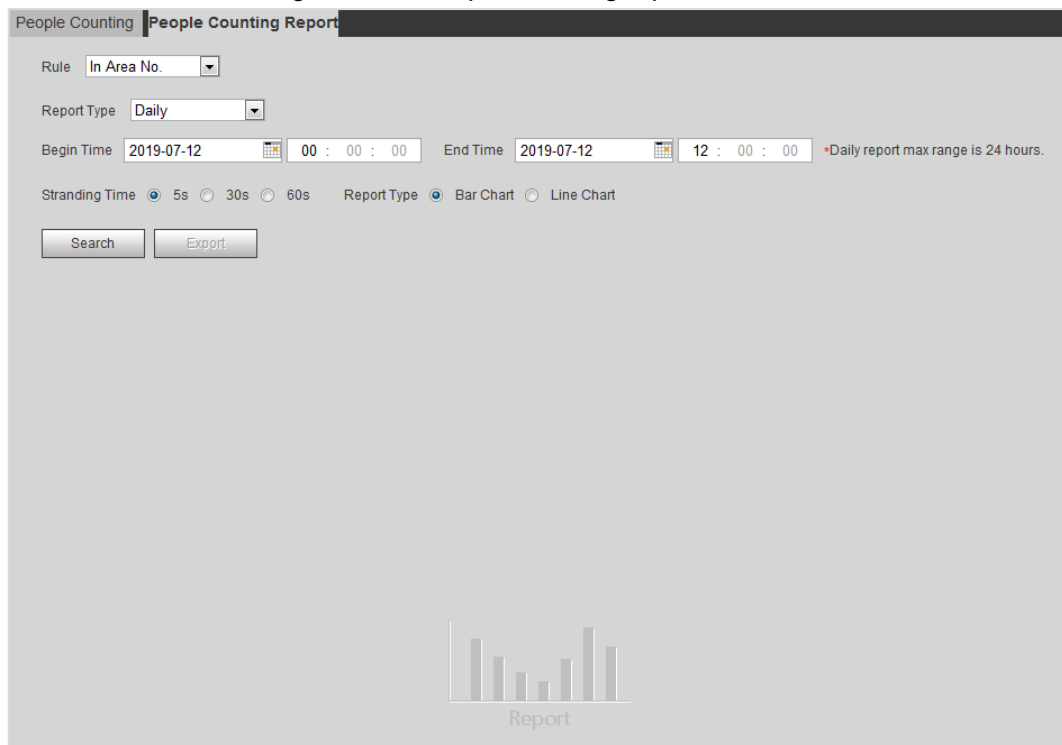 People Counting People Counting Report
Rule In Area No.
Report Type Daily
Begin Time 2019-07-12 00 : 00 : 00 End Time 2019-07-12 12 : 00 : 00 *Daily report max range is 24 hours.
Stranding Time 5s 30s 60s Report Type Bar Chart Line Chart
Search Export
Report